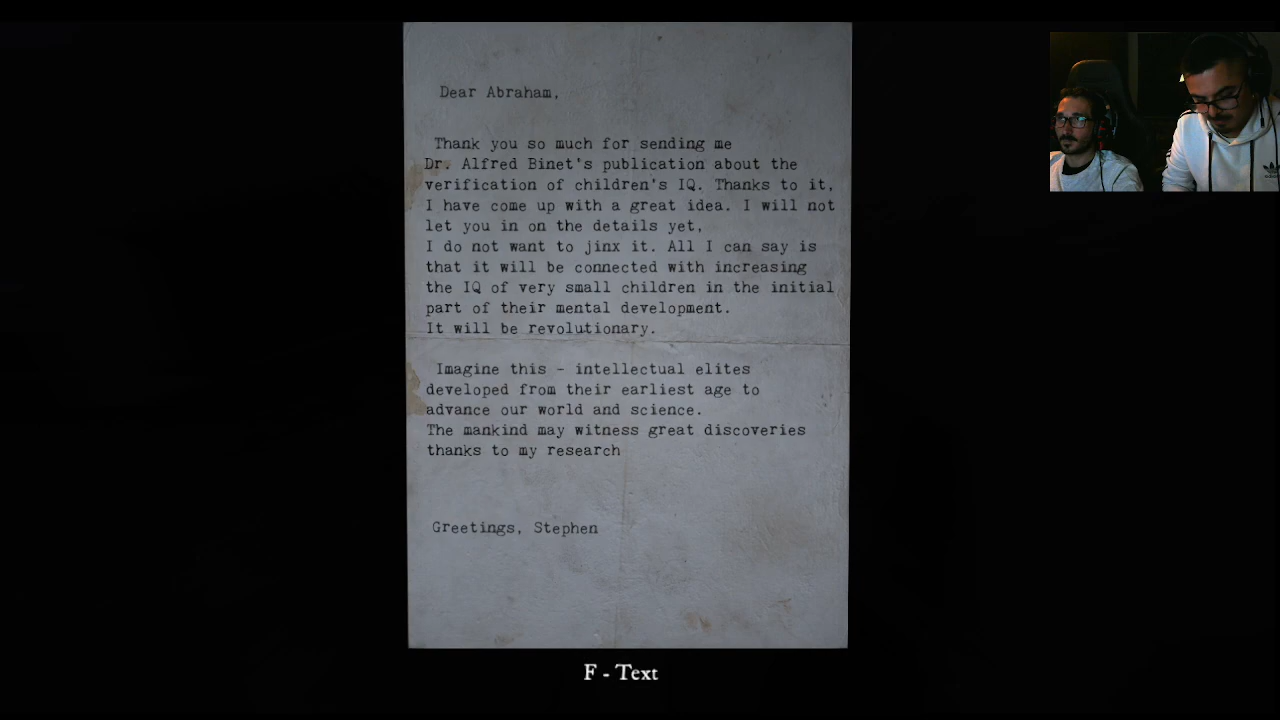 Dear Abraham,
Thank you so much for sending me
Dr. Alfred Binet's publication about the
verification of children's IQ. Thanks to it,
I have come up with a great idea. I will not
let you in on the details yet,
I do not want to jinx it. All I can say is
that it will be connected with increasing
the IQ of very small children in the initial
part of their mental development.
It will be revolutionary.
Imagine this - intellectual elites
developed from their earliest age to
advance our world and science.
The mankind may witness great discoveries
thanks to my research
Greetings, Stephen
F - Text